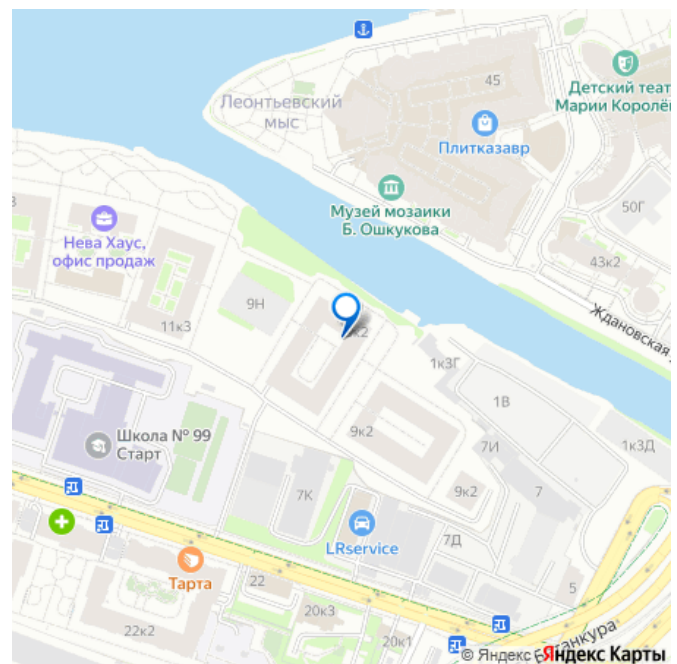 45
Леонтьевский
мыс
Детский теат
Марии Королёв
Плитказавр
Музей мозаики
Б. Ошкукова
50Г
3
Нева Хаус,
офис продаж
43к2
9Н
11к3
Ждановская
к2
1к3Г
1В
Школа № 99
Старт
9к2
7И
1к3Д
7К
9к2
7
LRservice
7Д
Тарта
22
5
20к3
22к2
20к1
© Яндекс Яндекс Карты